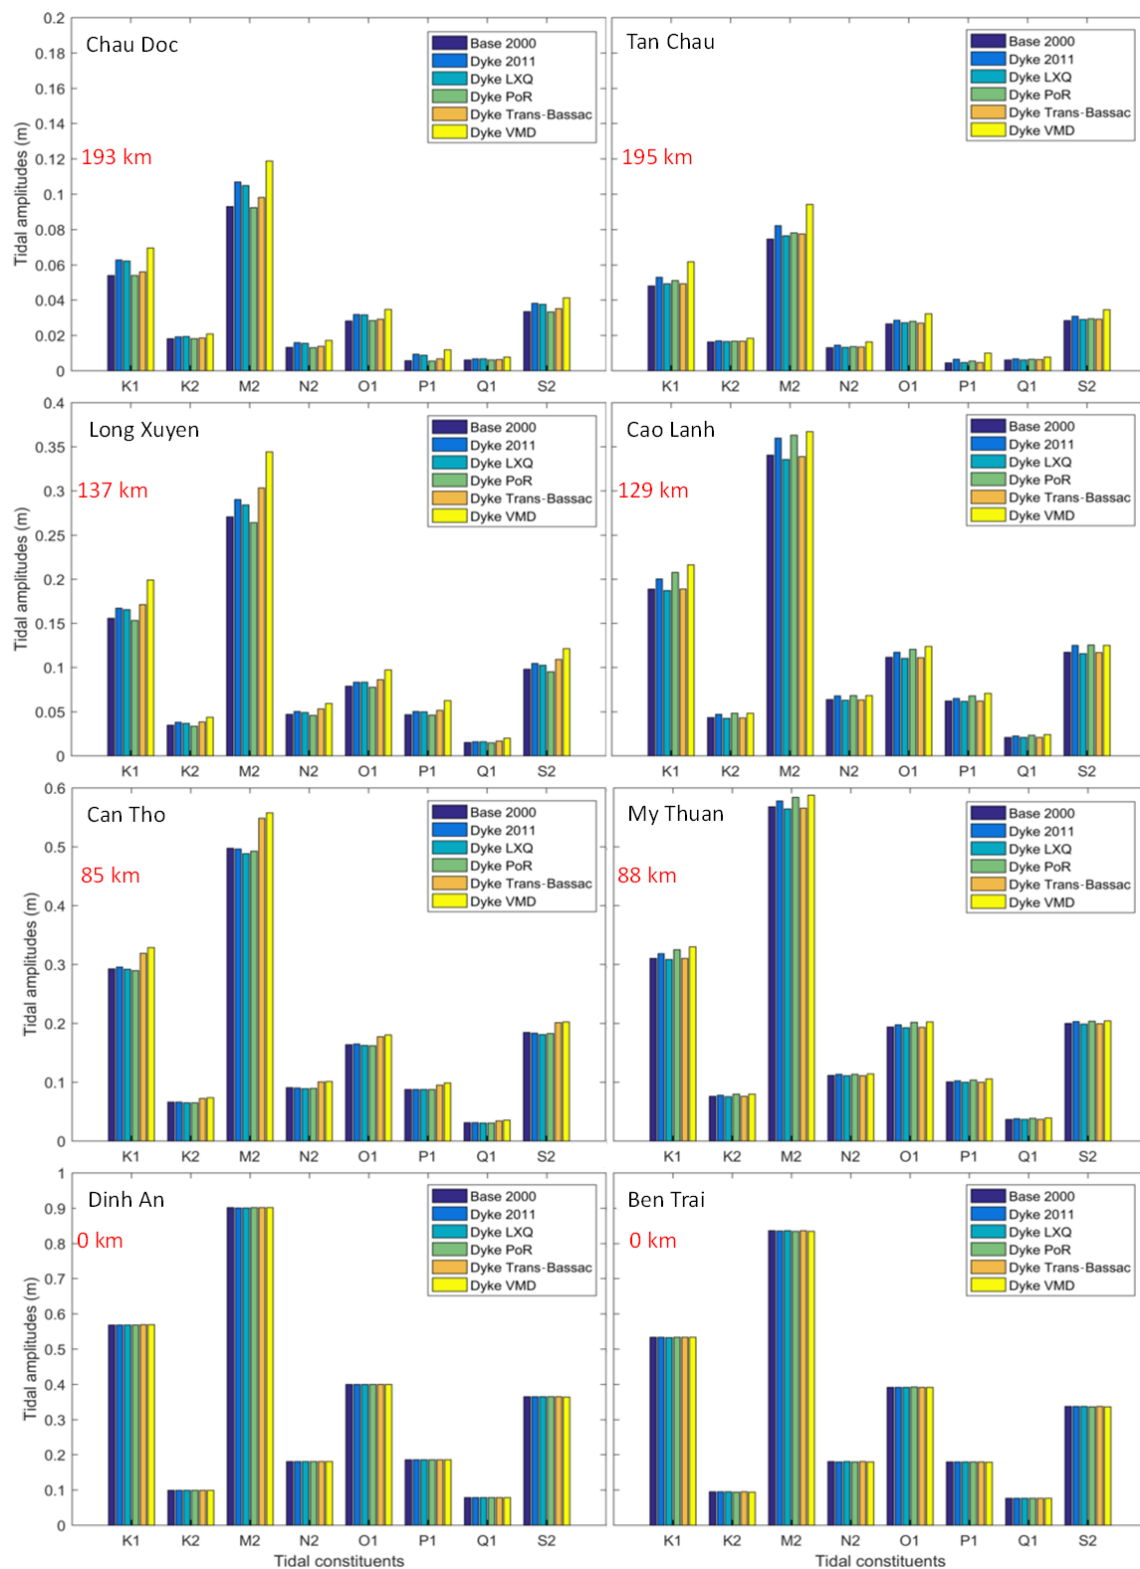 Chau Doc
193 km
Tidal amplitudes (m)
0.2
0.18
0.16
0.14
0.12
0.1
0.08
0.06
0.04
0.02
0
Base 2000
Dyke 2011
Dyke LXQ
Dyke PoR
Dyke Trans-Bassac
Dyke VMD
K1 K2 M2 N2 O1 P1 Q1 S2
Tan Chau
195 km
Base 2000
Dyke 2011
Dyke LXQ
Dyke PoR
Dyke Trans-Bassac
Dyke VMD
K1 K2 M2 N2 O1 P1 Q1 S2
Long Xuyen
137 km
Tidal amplitudes (m)
0.4
0.35
0.3
0.25
0.2
0.15
0.1
0.05
0
Base 2000
Dyke 2011
Dyke LXQ
Dyke PoR
Dyke Trans-Bassac
Dyke VMD
K1 K2 M2 N2 O1 P1 Q1 S2
Cao Lanh
129 km
Base 2000
Dyke 2011
Dyke LXQ
Dyke PoR
Dyke Trans-Bassac
Dyke VMD
K1 K2 M2 N2 O1 P1 Q1 S2
Can Tho
85 km
Tidal amplitudes (m)
0.6
0.5
0.4
0.3
0.2
0.1
0
Base 2000
Dyke 2011
Dyke LXQ
Dyke PoR
Dyke Trans-Bassac
Dyke VMD
K1 K2 M2 N2 O1 P1 Q1 S2
My Thuan
88 km
Base 2000
Dyke 2011
Dyke LXQ
Dyke PoR
Dyke Trans-Bassac
Dyke VMD
K1 K2 M2 N2 O1 P1 Q1 S2
Dinh An
0 km
Tidal amplitudes (m)
1
0.9
0.8
0.7
0.6
0.5
0.4
0.3
0.2
0.1
0
Base 2000
Dyke 2011
Dyke LXQ
Dyke PoR
Dyke Trans-Bassac
Dyke VMD
K1 K2 M2 N2 O1 P1 Q1 S2
Tidal constituents
Ben Trai
0 km
Base 2000
Dyke 2011
Dyke LXQ
Dyke PoR
Dyke Trans-Bassac
Dyke VMD
K1 K2 M2 N2 O1 P1 Q1 S2
Tidal constituents